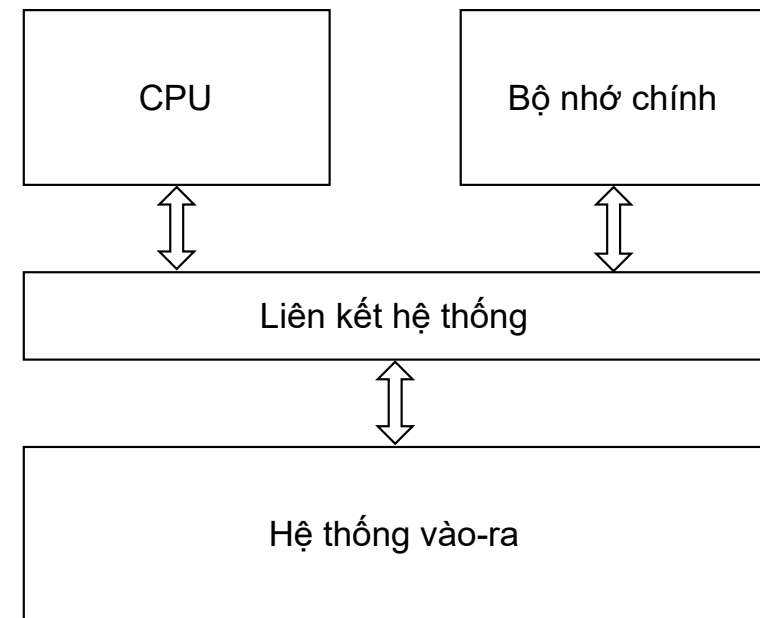 CPU
Bộ nhớ chính
Liên kết hệ thống
Hệ thống vào-ra